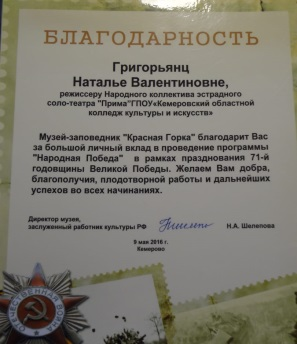 БЛАГОДАРНОСТЬ
Григорьянц
Наталье Валентиновне,
режиссеру Народного коллектива эстрадного
соло-театра "Прима"ГПОУ«Кемеровский областной
колледж культуры и искусств»
Музей-заповедник "Красная Горка" благодарит Вас
за большой личный вклад в проведение программы
"Народная Победа" в рамках празднования 71-й
годовщины Великой Победы. Желаем Вам добра,
благополучия, плодотворной работы и дальнейших
успехов во всех начинаниях.
Директор музея,
заслуженный работник культуры РФ Н.А. Шелепова
9 мая 2016 г.
Кемерово
ОТЕЧЕСТВЕННАЯ ВОЙНА